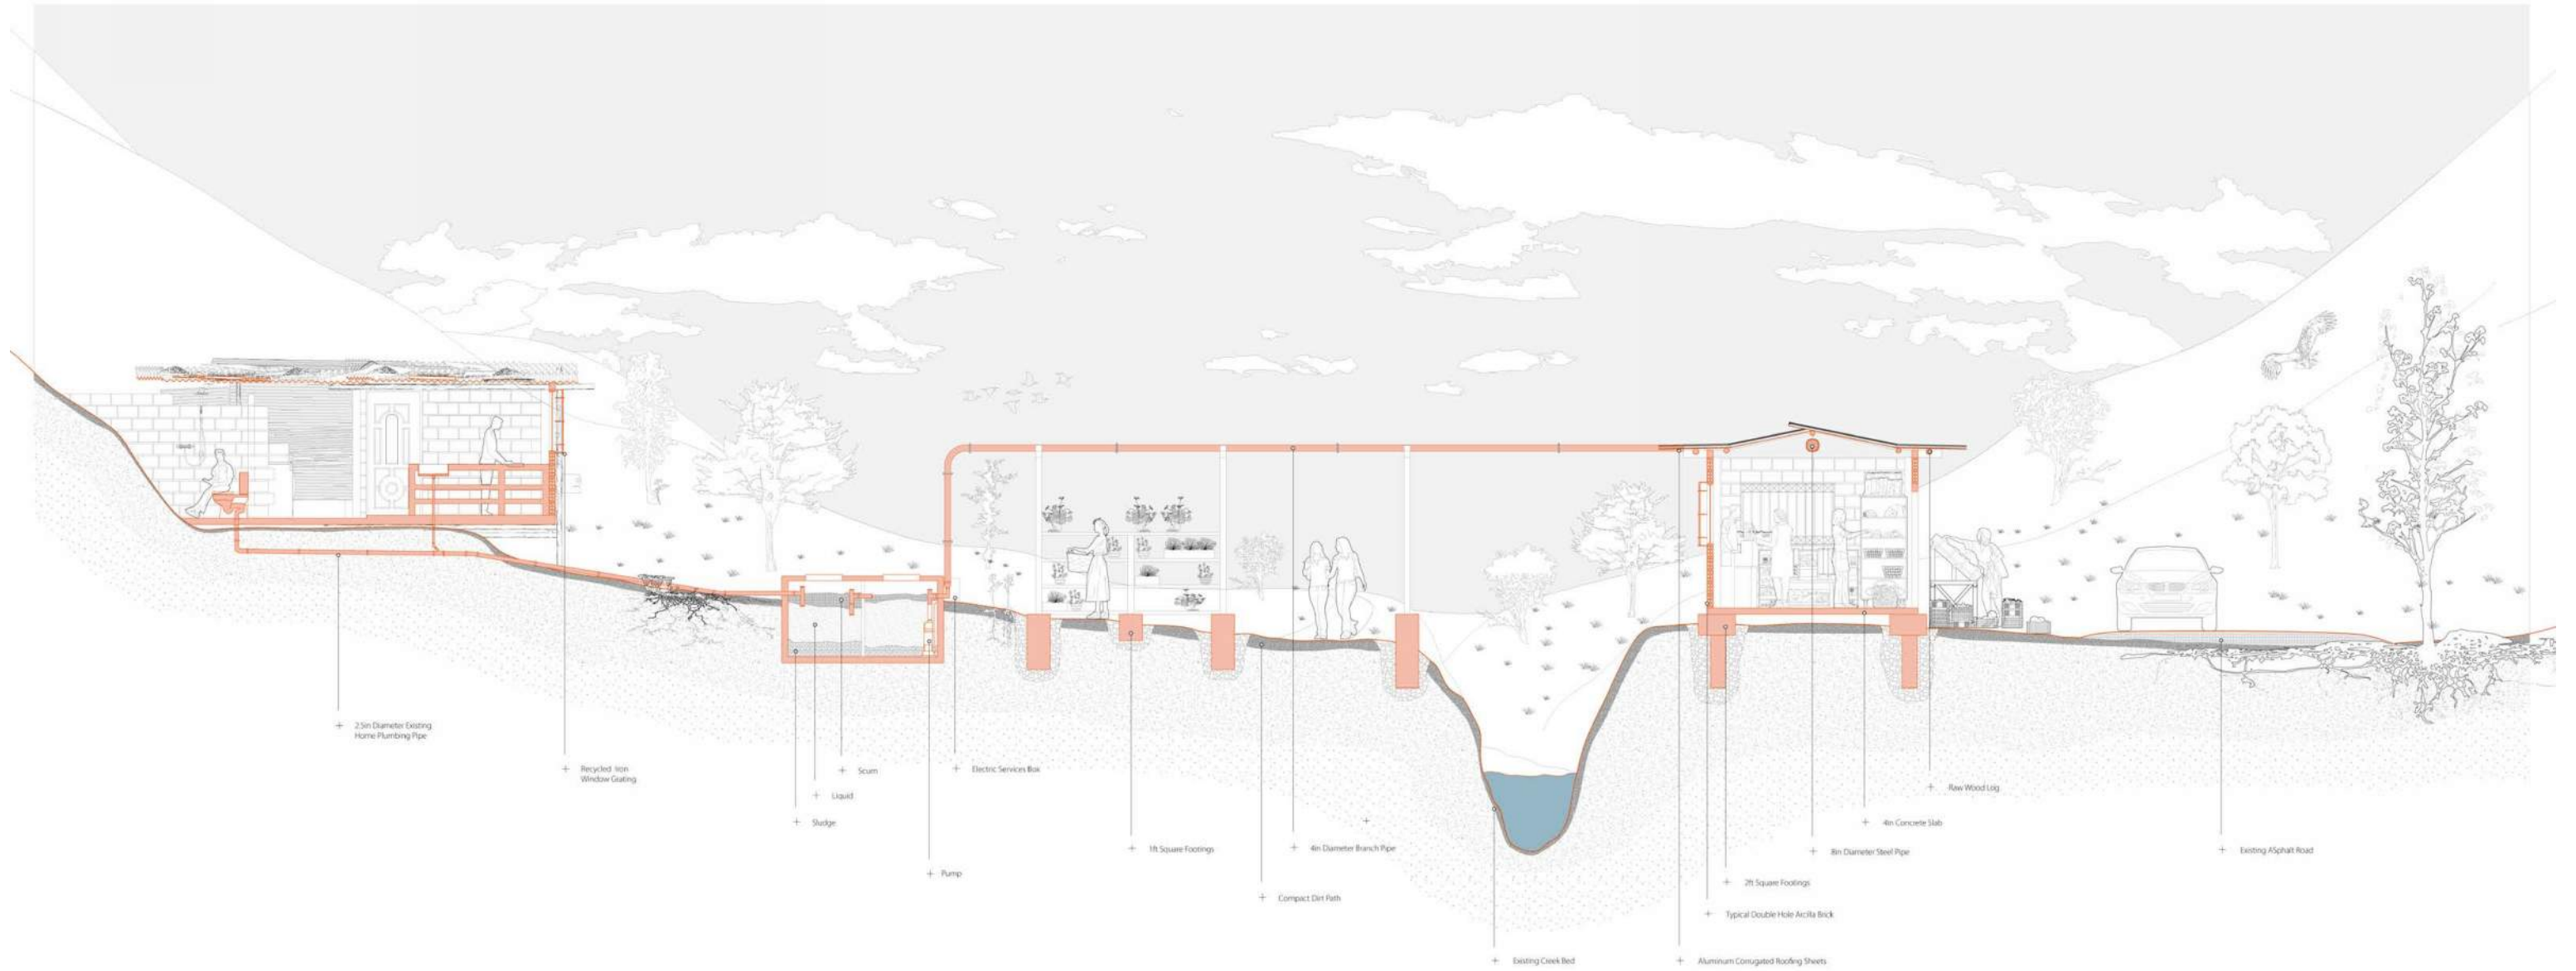 2.5in Diameter Existing
Home Plumbing Pipe
Recycled Iron
Window Grating
Sludge
Liquid
Scum
Pump
Electric Services Box
1ft Square Footings
Compact Dirt Path
4in Diameter Branch Pipe
Existing Creek Bed
Aluminum Corrugated Roofing Sheets
Typical Double Hole Arcilla Brick
2ft Square Footings
8in Diameter Steel Pipe
4in Concrete Slab
Raw Wood Log
Existing ASphalt Road